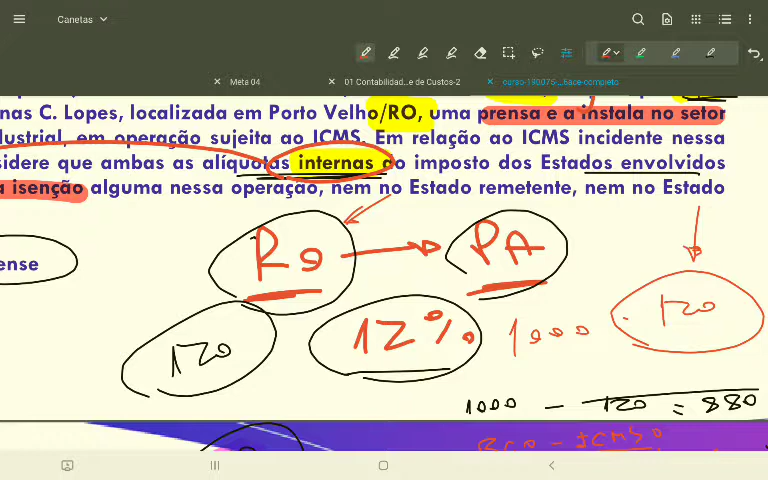 Canetas
Meta 04
01 Contabilidad...e de Custos-2
nas C. Lopes, localizada em Porto Velho/RO, uma prensa e a instala no setor
dustrial, em operação sujeita ao ICMS. Em relação ao ICMS incidente nessa
sidere que ambas as alíquotas internas do imposto dos Estados envolvidos
a isenção alguma nessa operação, nem no Estado remetente, nem no Estado
ense
RO
PA
120
12%
1000
120
1000 - 120 = 880